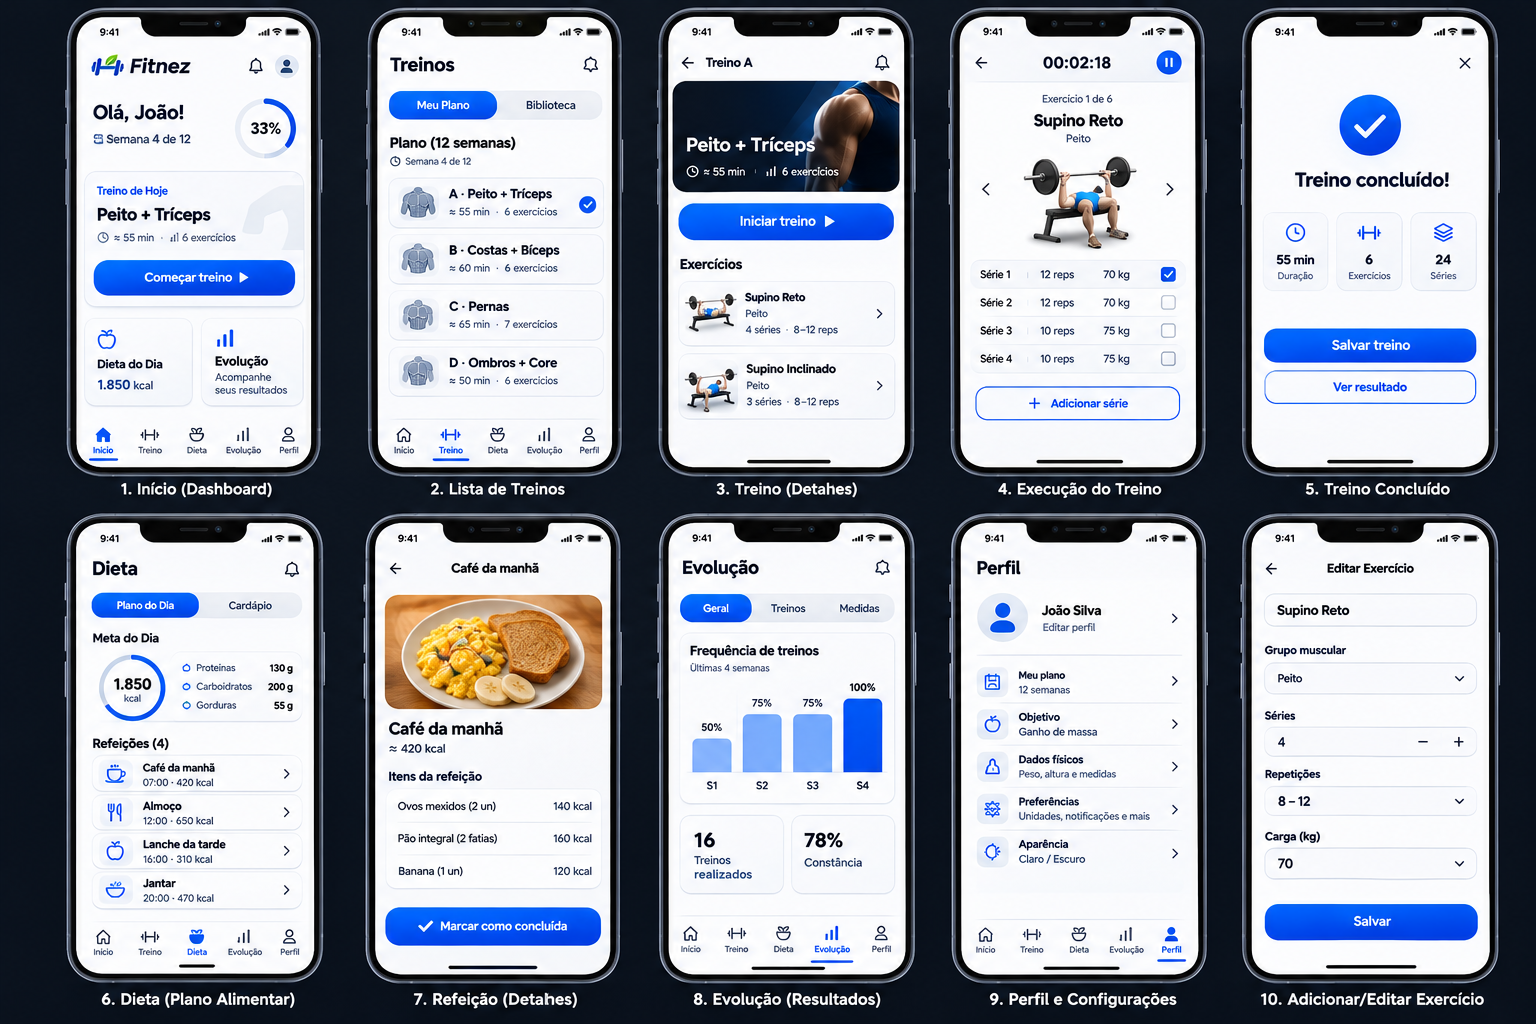 9:41
Fitnez
Olá, João!
Semana 4 de 12
33%
Treino de Hoje
Peito + Tríceps
≈ 55 min · 6 exercícios
Começar treino
Dieta do Dia
1.850 kcal
Evolução
Acompanhe
seus resultados
Início Treino Dieta Evolução Perfil
1. Início (Dashboard)
9:41
Treinos
Meu Plano Biblioteca
Plano (12 semanas)
Semana 4 de 12
A · Peito + Tríceps
≈ 55 min · 6 exercícios
B · Costas + Bíceps
≈ 60 min · 6 exercícios
C · Pernas
≈ 65 min · 7 exercícios
D · Ombros + Core
≈ 50 min · 6 exercícios
Início Treino Dieta Evolução Perfil
2. Lista de Treinos
9:41
Treino A
Peito + Tríceps
≈ 55 min 6 exercícios
Iniciar treino
Exercícios
Supino Reto
Peito
4 séries · 8–12 reps
Supino Inclinado
Peito
3 séries · 8–12 reps
3. Treino (Detahes)
9:41
00:02:18
Exercício 1 de 6
Supino Reto
Peito
Série 1 12 reps 70 kg
Série 2 12 reps 70 kg
Série 3 10 reps 75 kg
Série 4 10 reps 75 kg
+ Adicionar série
4. Execução do Treino
9:41
Treino concluído!
55 min
Duração
6
Exercícios
24
Séries
Salvar treino
Ver resultado
5. Treino Concluído
9:41
Dieta
Plano do Dia Cardápio
Meta do Dia
1.850
kcal
Proteinas 130 g
Carboidratos 200 g
Gorduras 55 g
Refeições (4)
Café da manhã
07:00 · 420 kcal
Almoço
12:00 · 650 kcal
Lanche da tarde
16:00 · 310 kcal
Jantar
20:00 · 470 kcal
Início Treino Dieta Evolução Perfil
6. Dieta (Plano Alimentar)
9:41
Café da manhã
Café da manhã
≈ 420 kcal
Itens da refeição
Ovos mexidos (2 un) 140 kcal
Pão integral (2 fatias) 160 kcal
Banana (1 un) 120 kcal
Marcar como concluída
7. Refeição (Detahes)
9:41
Evolução
Geral Treinos Medidas
Frequência de treinos
Últimas 4 semanas
50% 75% 75% 100%
S1 S2 S3 S4
16
Treinos
realizados
78%
Constância
Início Treino Dieta Evolução Perfil
8. Evolução (Resultados)
9:41
Perfil
João Silva
Editar perfil
Meu plano
12 semanas
Objetivo
Ganho de massa
Dados físicos
Peso, altura e medidas
Preferências
Unidades, notificações e mais
Aparência
Claro / Escuro
Início Treino Dieta Evolução Perfil
9. Perfil e Configurações
9:41
Editar Exercício
Supino Reto
Grupo muscular
Peito
Séries
4 − +
Repetições
8 – 12
Carga (kg)
70
Salvar
10. Adicionar/Editar Exercício